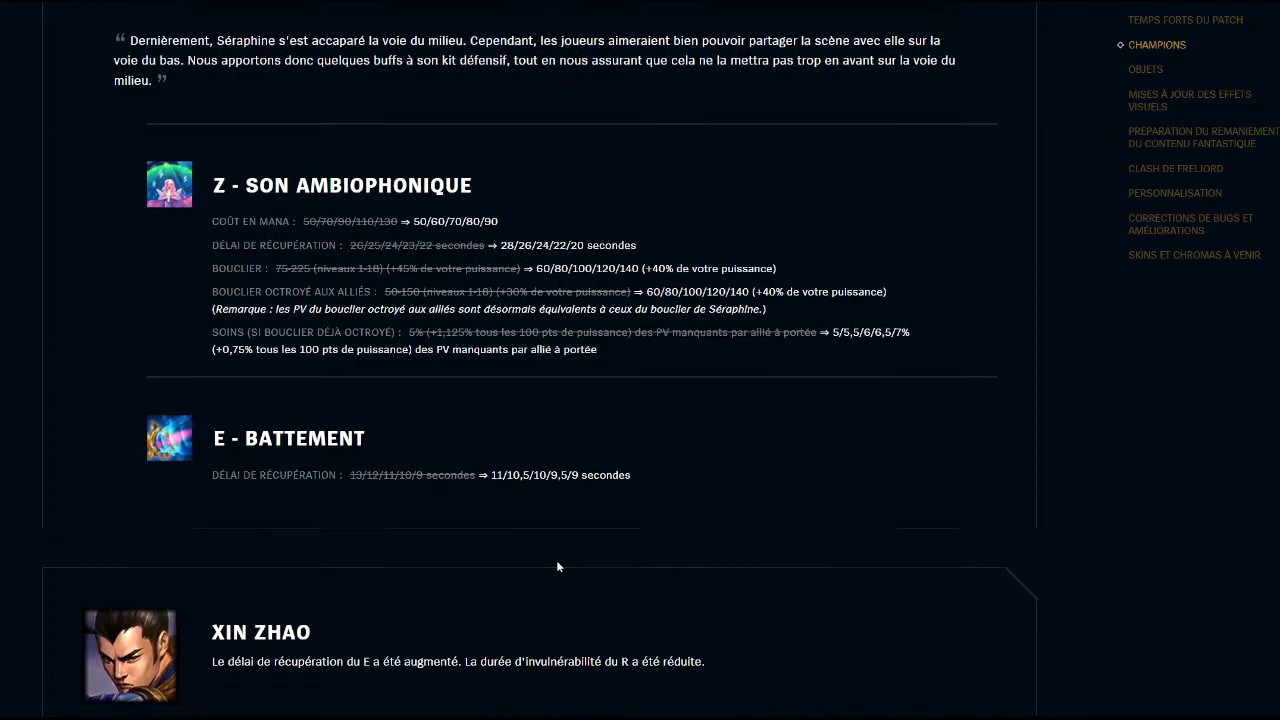 “ Dernièrement, Séraphine s'est accaparé la voie du milieu. Cependant, les joueurs aimeraient bien pouvoir partager la scène avec elle sur la
voie du bas. Nous apportons donc quelques buffs à son kit défensif, tout en nous assurant que cela ne la mettra pas trop en avant sur la voie du
milieu. ”
Z - SON AMBIOPHONIQUE
COÛT EN MANA : 50/70/90/110/130 ⇒ 50/60/70/80/90
DÉLAI DE RÉCUPÉRATION : 26/25/24/23/22 secondes ⇒ 28/26/24/22/20 secondes
BOUCLIER : 75-225 (niveaux 1-18) (+45% de votre puissance) ⇒ 60/80/100/120/140 (+40% de votre puissance)
BOUCLIER OCTROYÉ AUX ALLIÉS : 50-150 (niveaux 1-18) (+30% de votre puissance) ⇒ 60/80/100/120/140 (+40% de votre puissance)
(Remarque : les PV du bouclier octroyé aux alliés sont désormais équivalents à ceux du bouclier de Séraphine.)
SOINS (SI BOUCLIER DÉJÀ OCTROYÉ) : 5% (+1,125% tous les 100 pts de puissance) des PV manquants par allié à portée ⇒ 5/5,5/6/6,5/7%
(+0,75% tous les 100 pts de puissance) des PV manquants par allié à portée
E - BATTEMENT
DÉLAI DE RÉCUPÉRATION : 13/12/11/10/9 secondes ⇒ 11/10,5/10/9,5/9 secondes
XIN ZHAO
Le délai de récupération du E a été augmenté. La durée d'invulnérabilité du R a été réduite.
TEMPS FORTS DU PATCH
CHAMPIONS
OBJETS
MISES À JOUR DES EFFETS
VISUELS
PRÉPARATION DU REMANIEMENT
DU CONTENU FANTASTIQUE
CLASH DE FRELJORD
PERSONNALISATION
CORRECTIONS DE BUGS ET
AMÉLIORATIONS
SKINS ET CHROMAS À VENIR